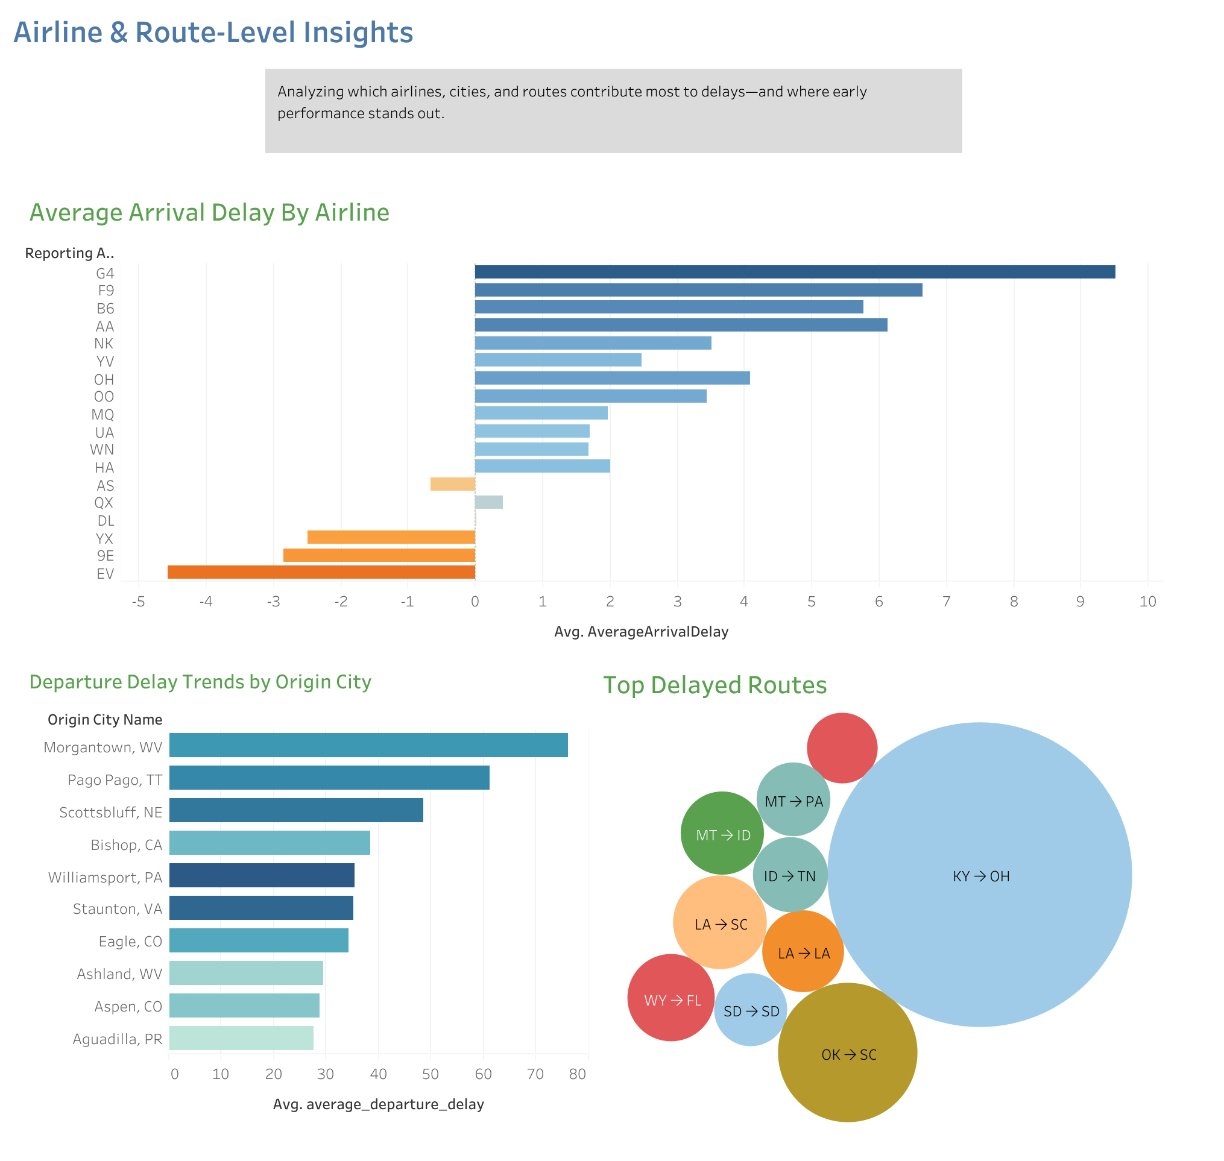 Airline & Route-Level Insights
Analyzing which airlines, cities, and routes contribute most to delays—and where early
performance stands out.
Average Arrival Delay By Airline
Reporting A..
G4
F9
B6
AA
NK
YV
OH
OO
MQ
UA
WN
HA
AS
QX
DL
YX
9E
EV
-5 -4 -3 -2 -1 0 1 2 3 4 5 6 7 8 9 10
Avg. AverageArrivalDelay
Departure Delay Trends by Origin City
Origin City Name
Morgantown, WV
Pago Pago, TT
Scottsbluff, NE
Bishop, CA
Williamsport, PA
Staunton, VA
Eagle, CO
Ashland, WV
Aspen, CO
Aguadilla, PR
0 10 20 30 40 50 60 70 80
Avg. average_departure_delay
Top Delayed Routes
MT → PA
MT → ID
ID → TN
KY → OH
LA → SC
LA → LA
WY → FL
SD → SD
OK → SC